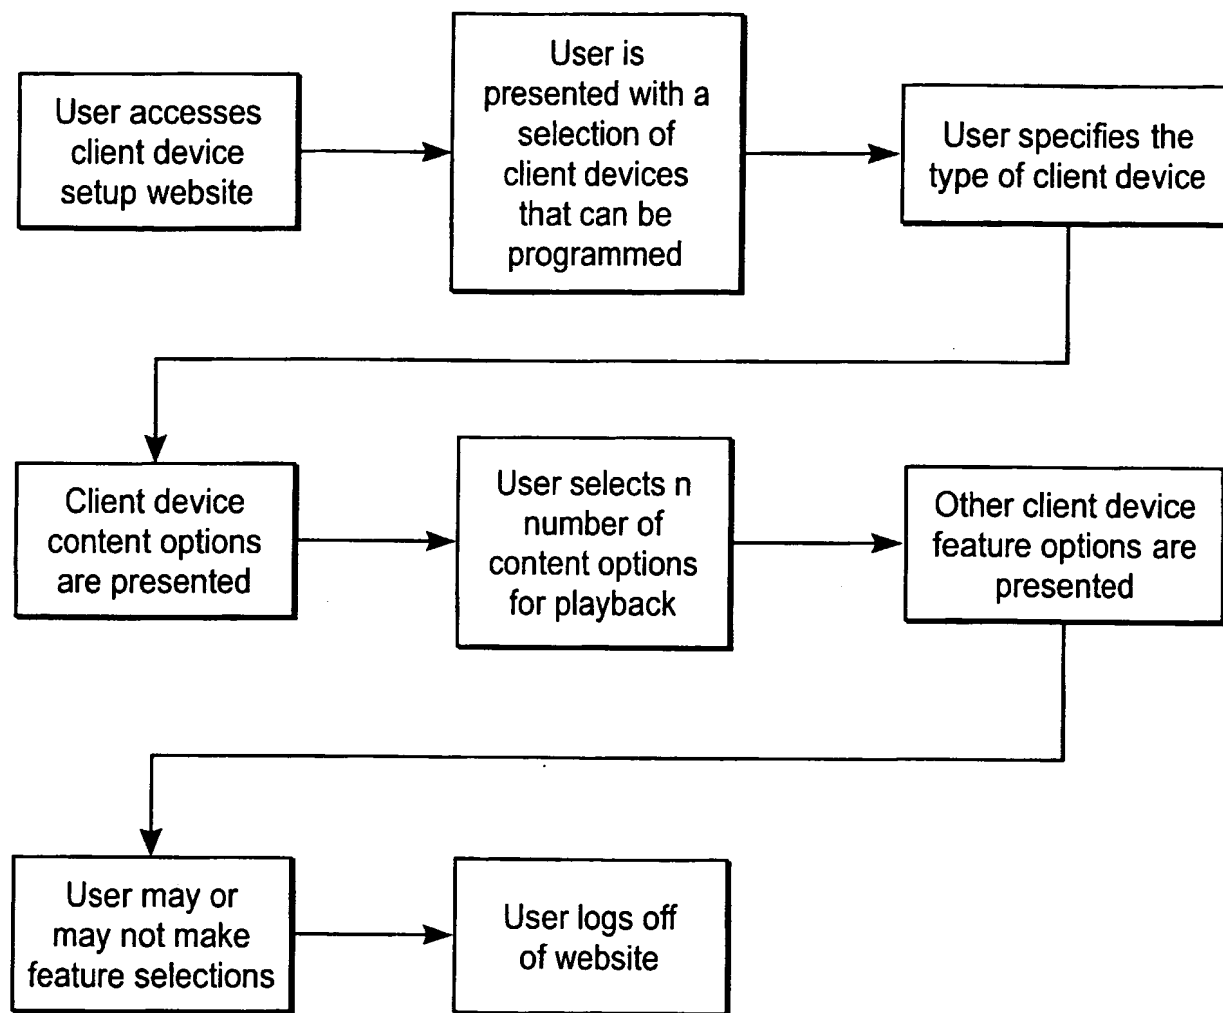 User accesses
client device
setup website
User is
presented with a
selection of
client devices
that can be
programmed
User specifies the
type of client device
Client device
content options
are presented
User selects n
number of
content options
for playback
Other client device
feature options are
presented
User may or
may not make
feature selections
User logs off
of website